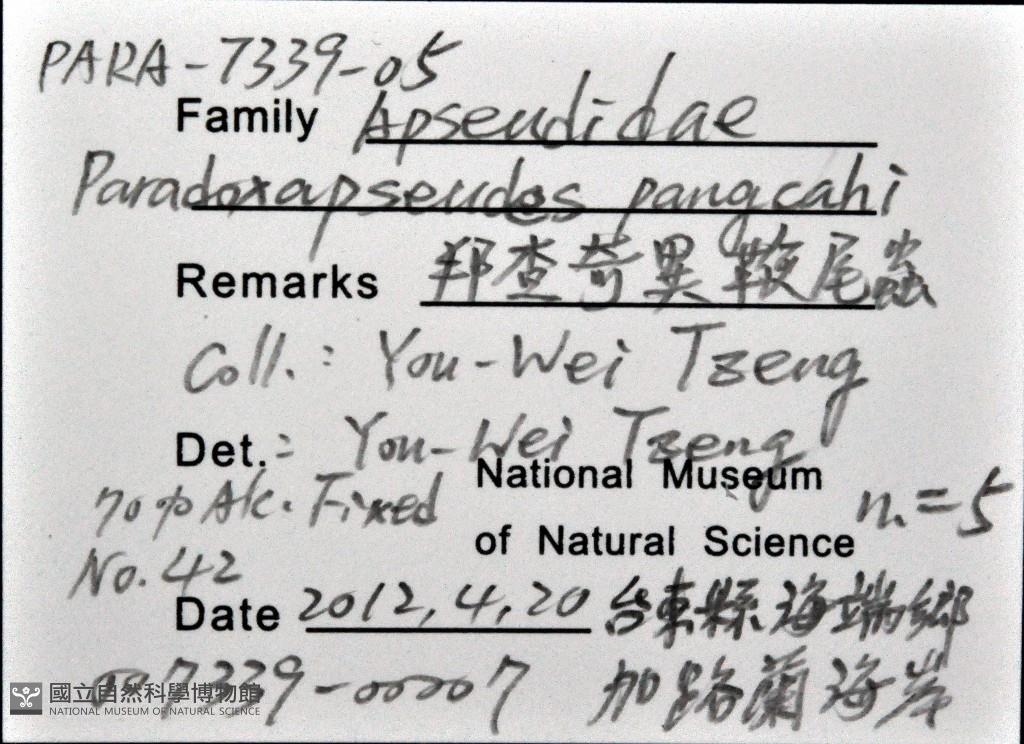 PARA-7339-05
Family Apseudidae
Paradoxapseudes pangcahi
Remarks 邦查奇異鞍尾蟲
Coll.: You-Wei Tzeng
Det.: You-Wei Tzeng
70% Alc. Fixed
National Museum
of Natural Science
n.=5
No. 42
Date 2012,4,20 台東縣海端鄉
7339-00007 加路蘭海岸
國立自然科學博物館
NATIONAL MUSEUM OF NATURAL SCIENCE